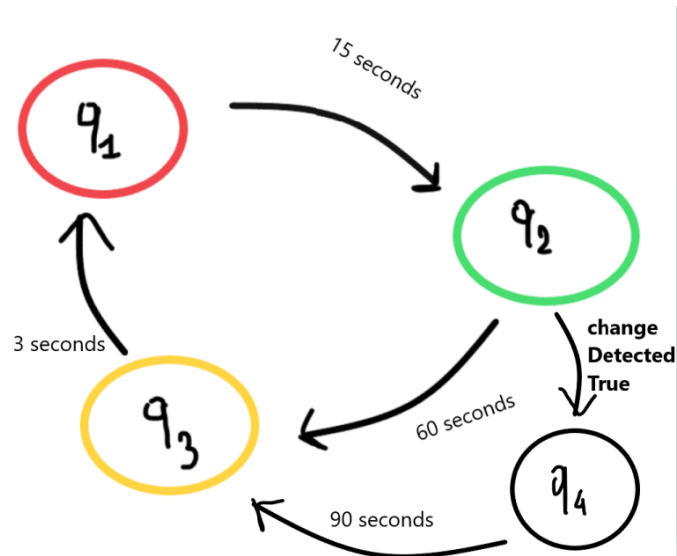 15 seconds
q1
q2
change
Detected
True
3 seconds
60 seconds
q3
q4
90 seconds